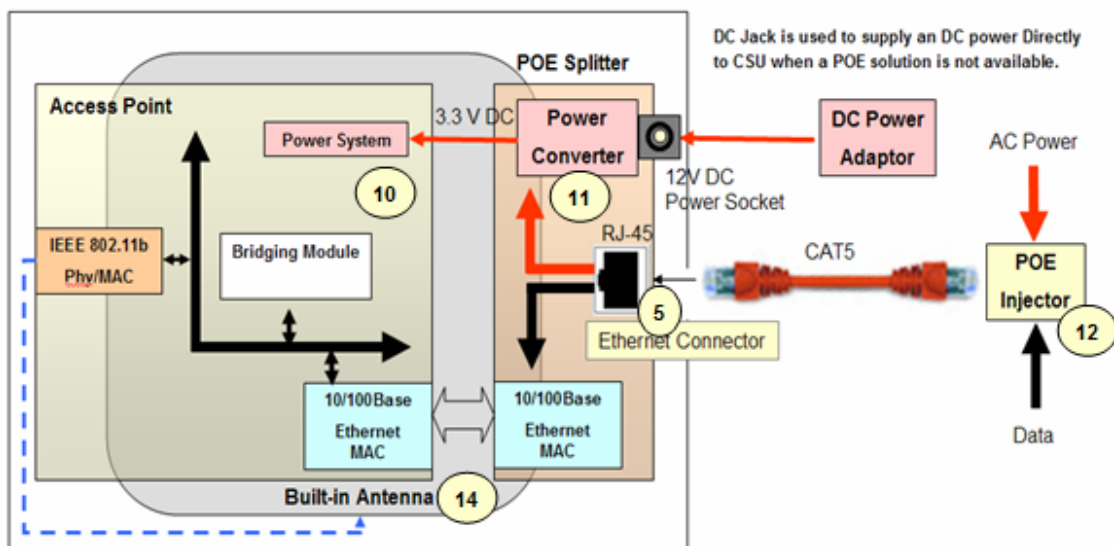 DC Jack is used to supply an DC power Directly
to CSU when a POE solution is not available.
POE Splitter
Access Point
3.3 V DC
Power System
Power
Converter
DC Power
Adaptor
AC Power
10
11
12V DC
Power Socket
RJ-45
IEEE 802.11b
Phy/MAC
Bridging Module
CAT5
POE
Injector
5
12
Ethernet Connector
10/100Base
Ethernet
MAC
10/100Base
Ethernet
MAC
Data
Built-in Antenna
14